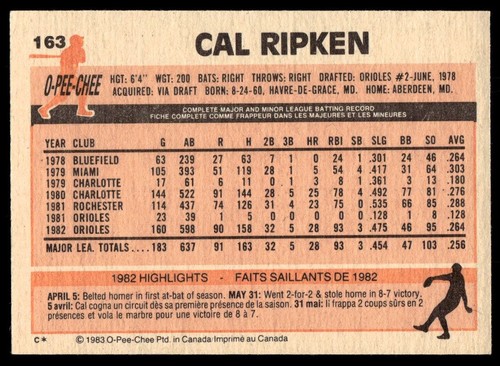 163
CAL RIPKEN
O-PEE-CHEE
HGT: 6'4" WGT: 200 BATS: RIGHT THROWS: RIGHT DRAFTED: ORIOLES #2-JUNE, 1978
ACQUIRED: VIA DRAFT BORN: 8-24-60, HAVRE-DE-GRACE, MD. HOME: ABERDEEN, MD.
COMPLETE MAJOR AND MINOR LEAGUE BATTING RECORD
FICHE COMPLETE COMME FRAPPEUR DANS LES MAJEURES ET LES MINEURES
YEAR CLUB G AB R H 2B 3B HR RBI SB SLG BB SO AVG
1978 BLUEFIELD 63 239 27 63 7 1 0 24 1 .301 24 46 .264
1979 MIAMI 105 393 51 119 28 1 5 54 4 .417 31 64 .303
1979 CHARLOTTE 17 61 13 11 0 1 3 8 1 .361 3 13 .180
1980 CHARLOTTE 144 522 91 144 28 5 25 78 4 .492 77 81 .276
1981 ROCHESTER 114 437 74 126 31 4 23 75 0 .535 66 85 .288
1981 ORIOLES 23 39 1 5 0 0 0 0 0 .128 1 8 .128
1982 ORIOLES 160 598 90 158 32 5 28 93 3 .475 46 95 .264
MAJOR LEA. TOTALS.... 183 637 91 163 32 5 28 93 3 .454 47 103 .256
1982 HIGHLIGHTS - FAITS SAILLANTS DE 1982
APRIL 5: Belted homer in first at-bat of season. MAY 31: Went 2-for-2 & stole home in 8-7 victory.
5 avril: Cal cogna un circuit dès sa première présence de la saison. 31 mai: Il frappa 2 coups sûrs en 2
présences et vola le marbre pour une victoire de 8 à 7.
C* © 1983 O-Pee-Chee Ptd. in Canada/Imprimé au Canada